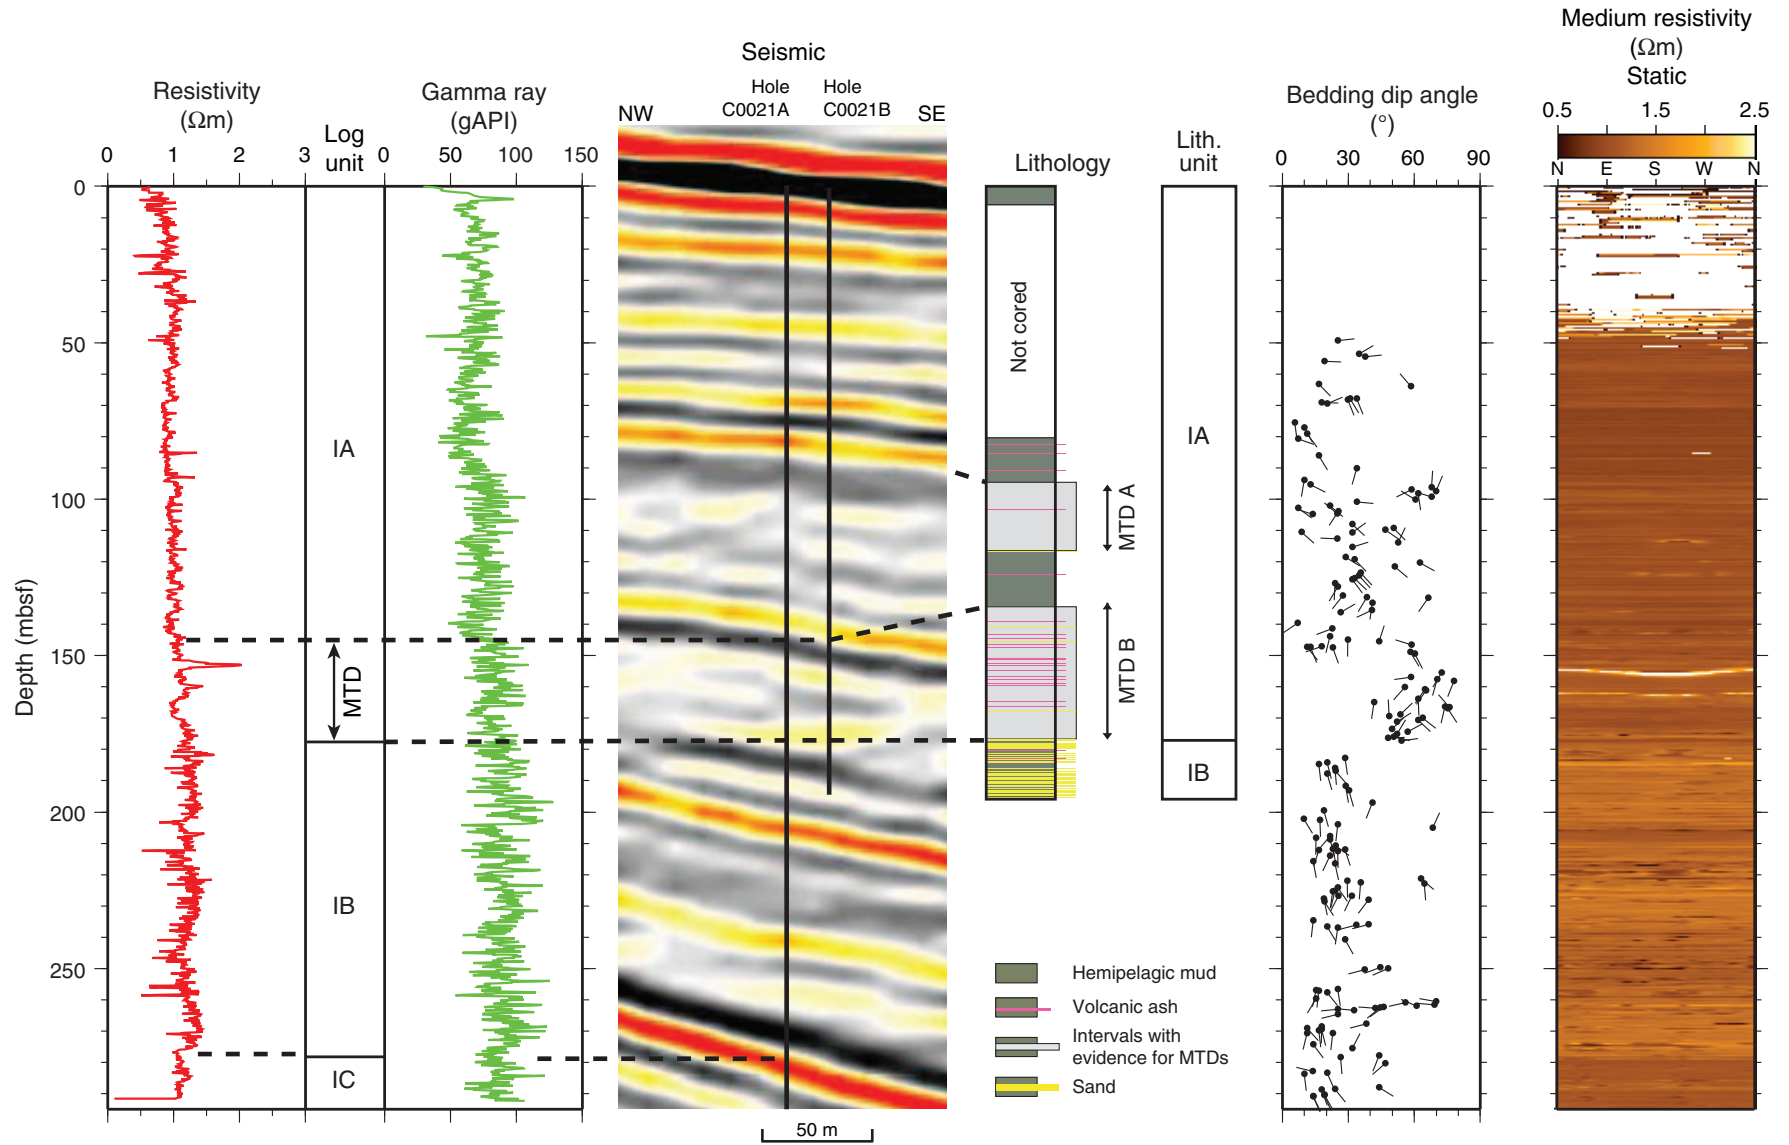 Medium resistivity
(Ωm)
Static
0.5 1.5 2.5
N E S W N
Seismic
Hole
C0021A
Hole
C0021B
NW
SE
Resistivity
(Ωm)
0 1 2 3
Log
unit
Gamma ray
(gAPI)
0 50 100 150
Lithology
Lith.
unit
Bedding dip angle
(°)
0 30 60 90
Depth (mbsf)
0
50
100
150
200
250
IA
MTD
IB
IC
Not cored
MTD A
MTD B
IA
IB
Hemipelagic mud
Volcanic ash
Intervals with
evidence for MTDs
Sand
50 m